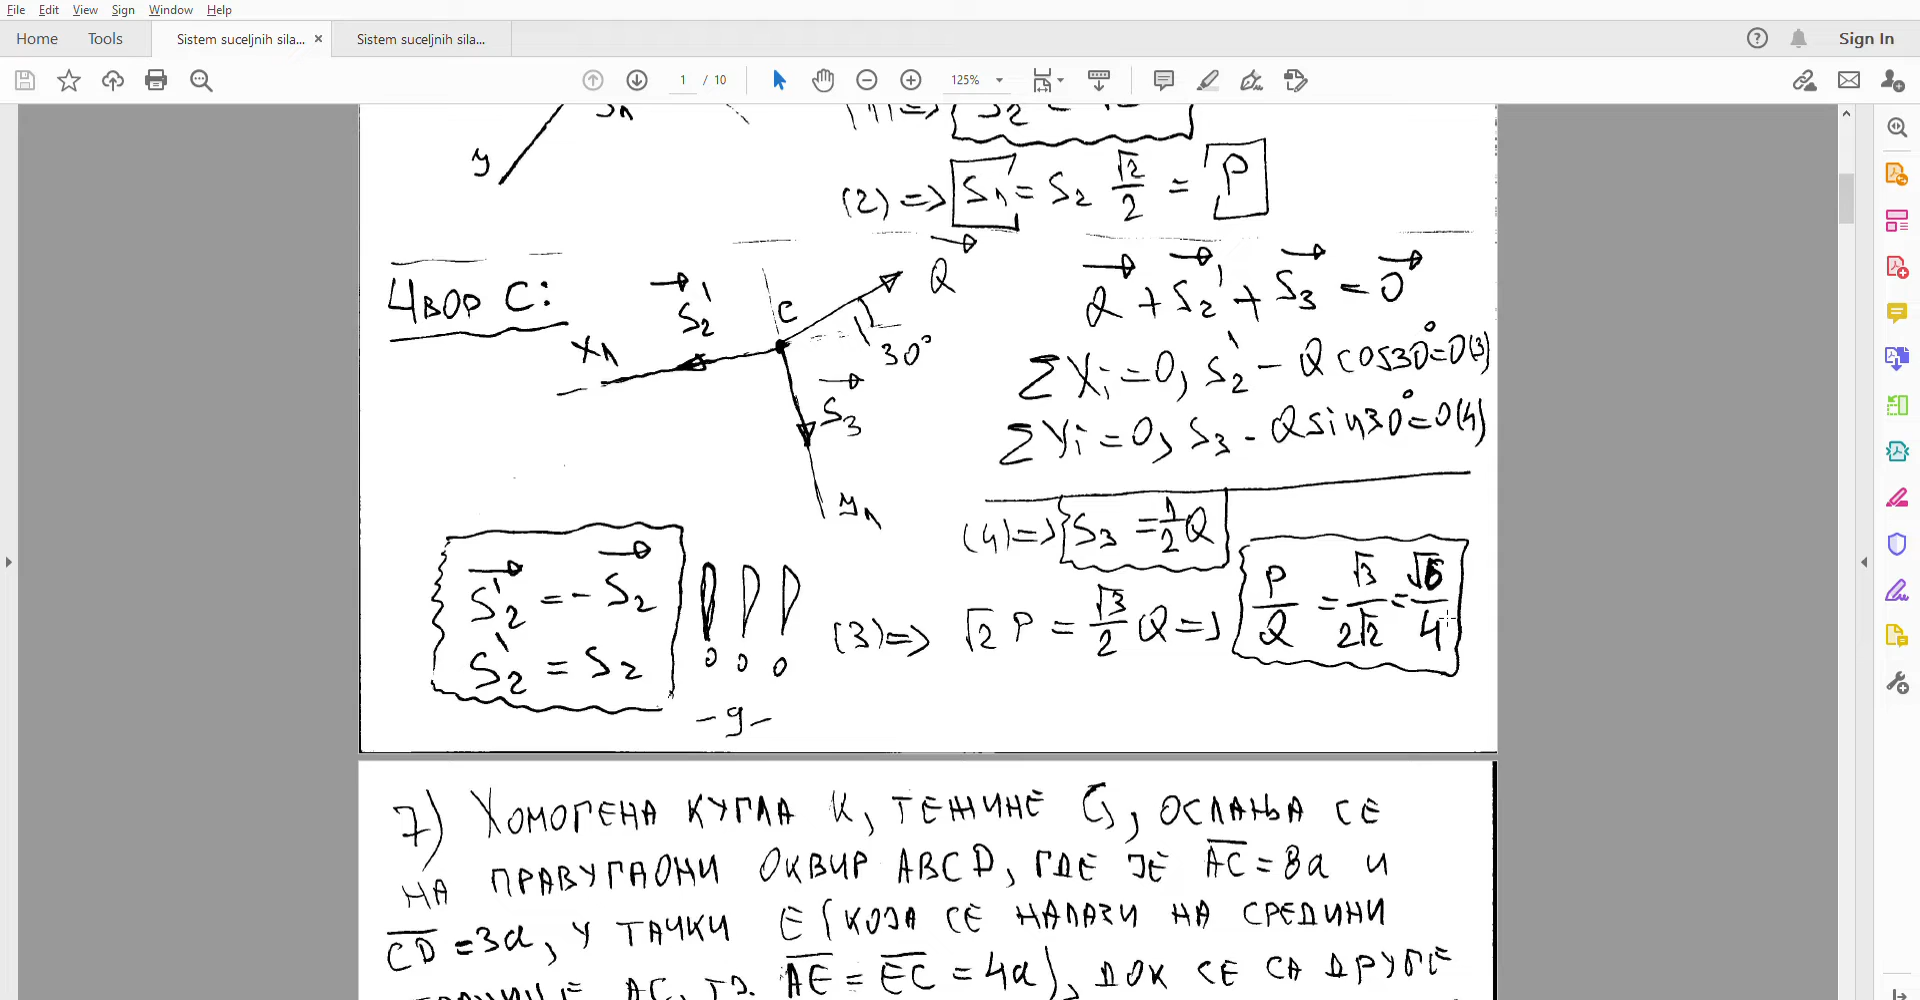 File Edit View Sign Window Help
Home Tools Sistem suceljnih sila... × Sistem suceljnih sila... Sign In
1 / 10 125%
y S₁
(2) => S₁ = S₂ √2/2 = P
Чвор C:
S₂' C Q
x₁ 30°
S₃
y₁
Q + S₂' + S₃ = 0
ΣXi = 0, S₂' - Q cos30° = 0 (3)
ΣYi = 0, S₃ - Q sin30° = 0 (4)
(4) => S₃ = 1/2 Q
S₂' = - S₂ !!!
S₂' = S₂
(3) => √2 P = √3/2 Q => P/Q = √3/2√2 = √6/4
- 9 -
7) ХОМОГЕНА КУГЛА K, ТЕЖИНЕ G, ОСЛАЊА СЕ
НА ПРАВУГАОНИ ОКВИР ABCD, ГДЕ ЈЕ AC = 8a И
CD = 3a, У ТАЧКИ E (КОЈА СЕ НАЛАЗИ НА СРЕДИНИ
AC, ТЈ. AE = EC = 4a), ДОК СЕ СА ДРУГЕ